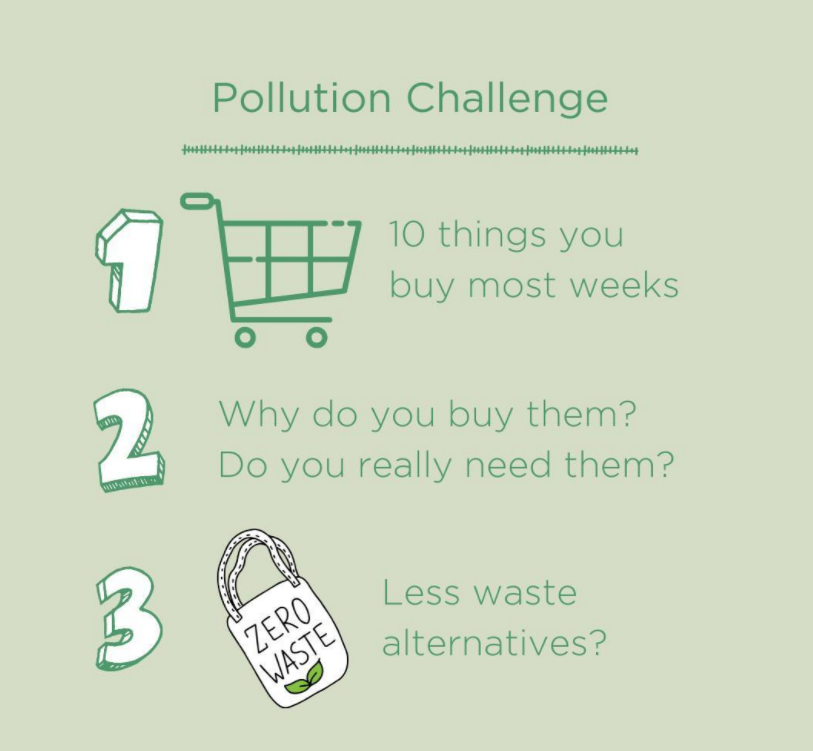 Pollution Challenge
1
10 things you
buy most weeks
2
Why do you buy them?
Do you really need them?
3
ZERO
WASTE
Less waste
alternatives?